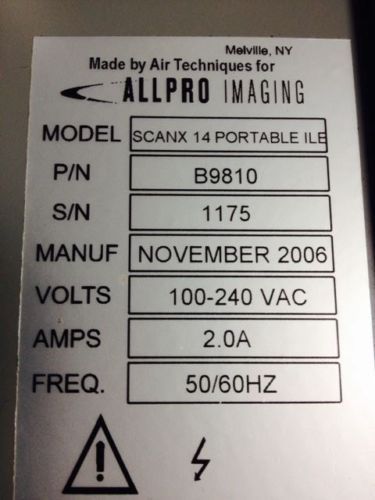 Melville, NY
Made by Air Techniques for
ALLPRO IMAGING
MODEL SCANX 14 PORTABLE ILE
P/N B9810
S/N 1175
MANUF NOVEMBER 2006
VOLTS 100-240 VAC
AMPS 2.0A
FREQ. 50/60HZ